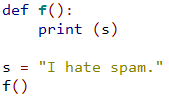 def f():
    print (s)

s = "I hate spam."
f()